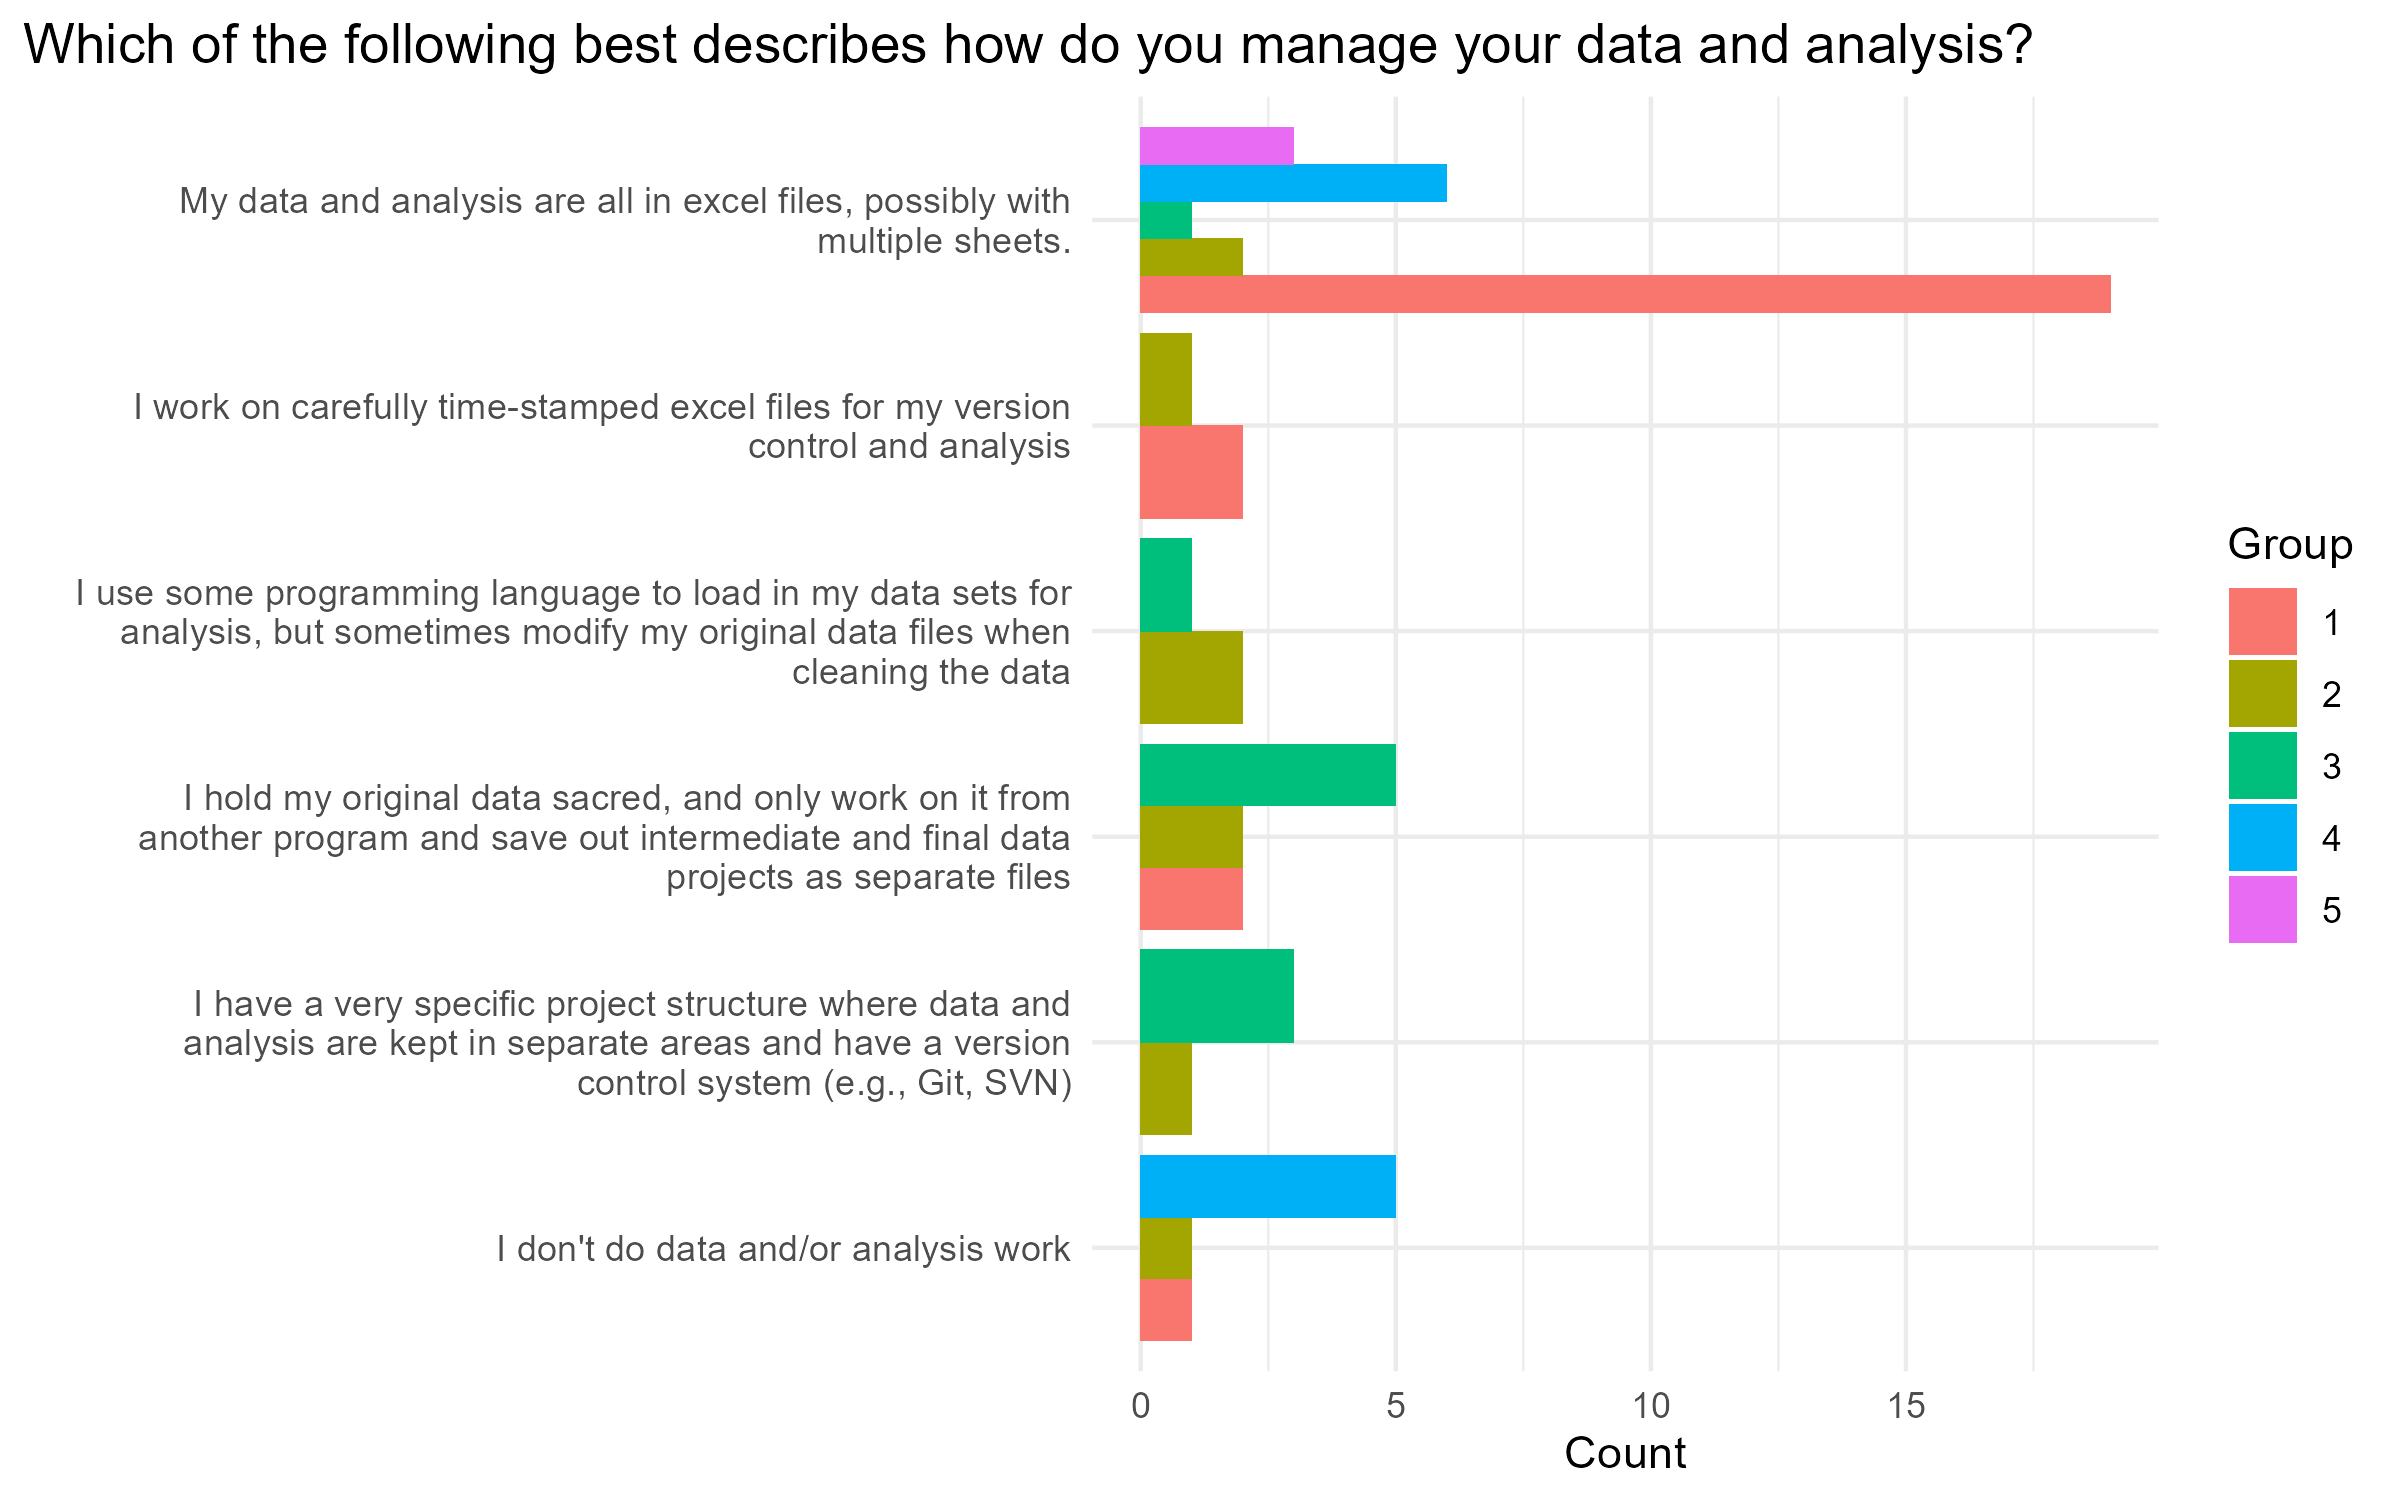 Which of the following best describes how do you manage your data and analysis?
My data and analysis are all in excel files, possibly with
multiple sheets.
I work on carefully time-stamped excel files for my version
control and analysis
I use some programming language to load in my data sets for
analysis, but sometimes modify my original data files when
cleaning the data
I hold my original data sacred, and only work on it from
another program and save out intermediate and final data
projects as separate files
I have a very specific project structure where data and
analysis are kept in separate areas and have a version
control system (e.g., Git, SVN)
I don't do data and/or analysis work
0 5 10 15
Count
Group
1
2
3
4
5